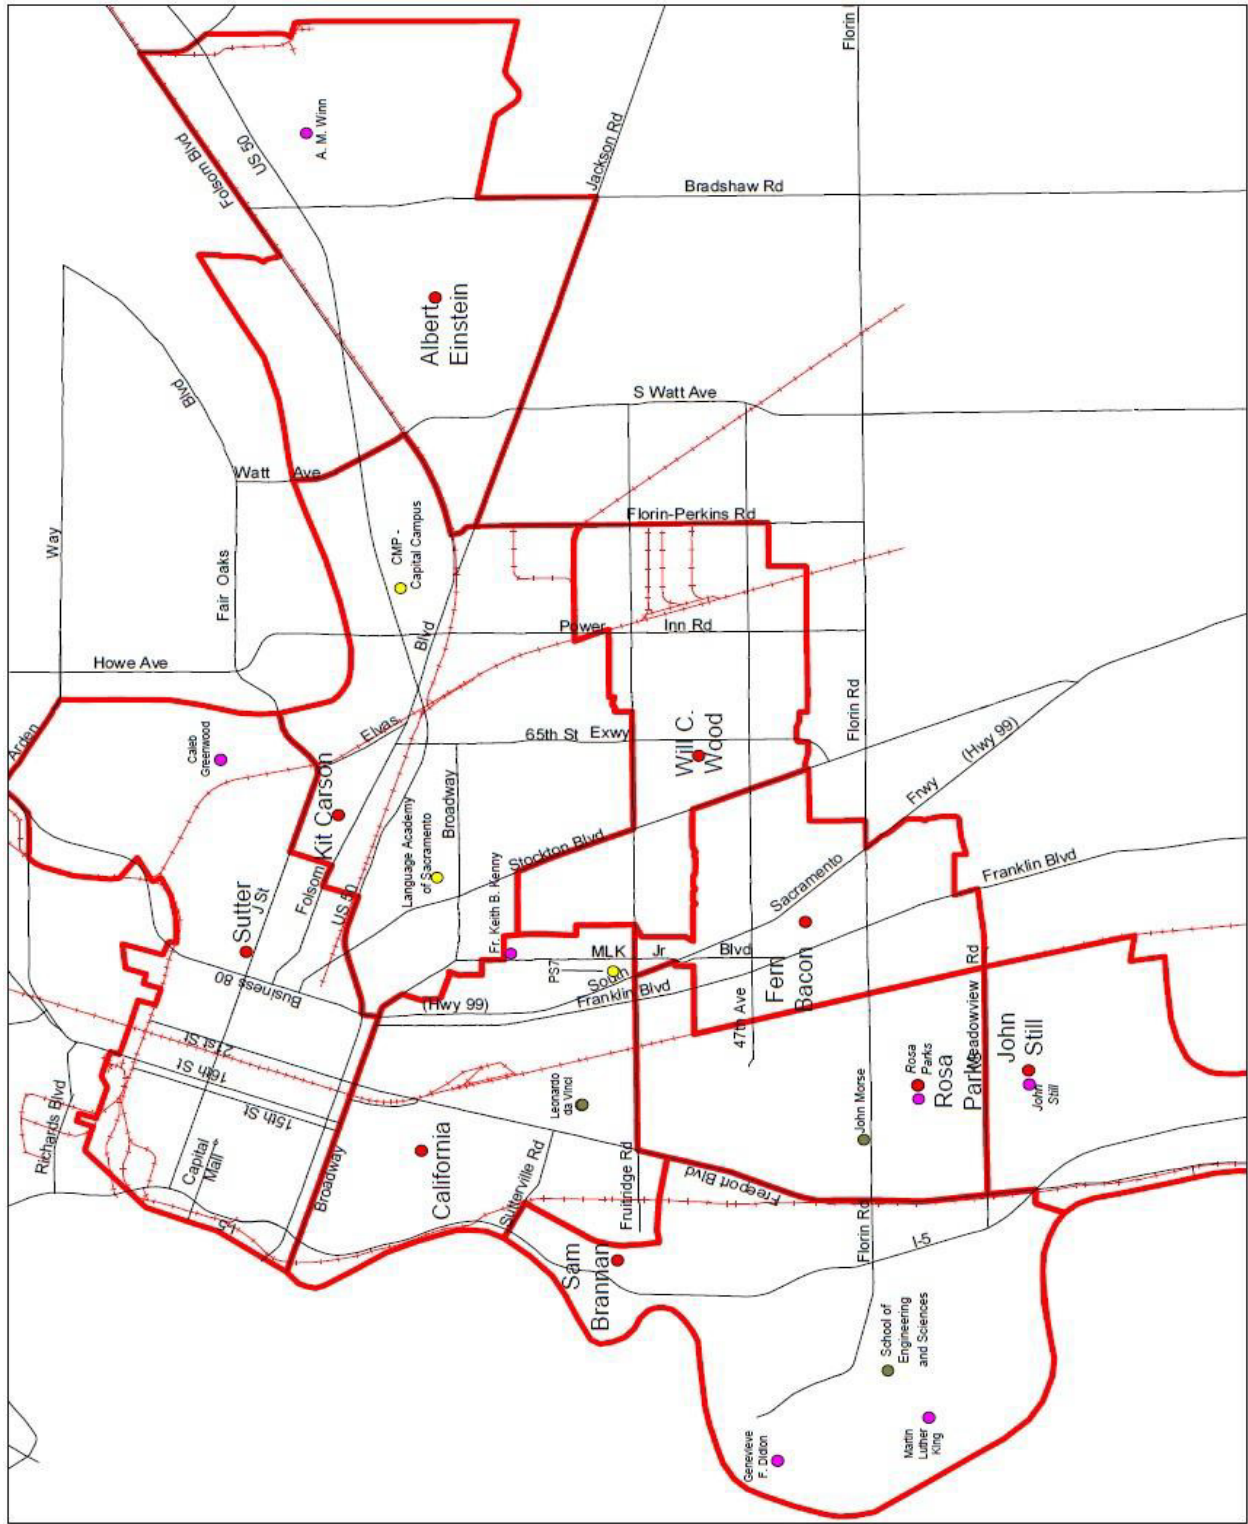 Florin
A. M. Winn
US 50
Folsom Blvd
Jackson Rd
Bradshaw Rd
Albert
Einstein
Blvd
S Watt Ave
Watt Ave
CMP -
Capital Campus
Florin-Perkins Rd
Way
Fair Oaks
Blvd
Power Inn Rd
Howe Ave
Florin Rd
Arden
Caleb
Greenwood
Elvas
65th St Exwy
Will C.
Wood
(Hwy 99)
Frwy
Kit Carson
Language Academy
of Sacramento
Broadway
Stockton Blvd
Folsom
US 50
Sacramento
Franklin Blvd
Sutter
J St
Fr. Keith B. Kenny
MLK Jr Blvd
PS7
South
Business 80
(Hwy 99)
Franklin Blvd
Fern
Bacon
47th Ave
Meadowview Rd
John
Still
21st St
16th St
15th St
Richards Blvd
Capital
Mall
Leonardo
da Vinci
John Morse
Rosa
Parks
Rosa
Parks
John
Still
California
Broadway
Sutterville Rd
Fruitridge Rd
Freeport Blvd
I-5
Florin Rd
I-5
Sam
Brannan
School of
Engineering
and Sciences
Genevieve
F. Didion
Martin
Luther
King